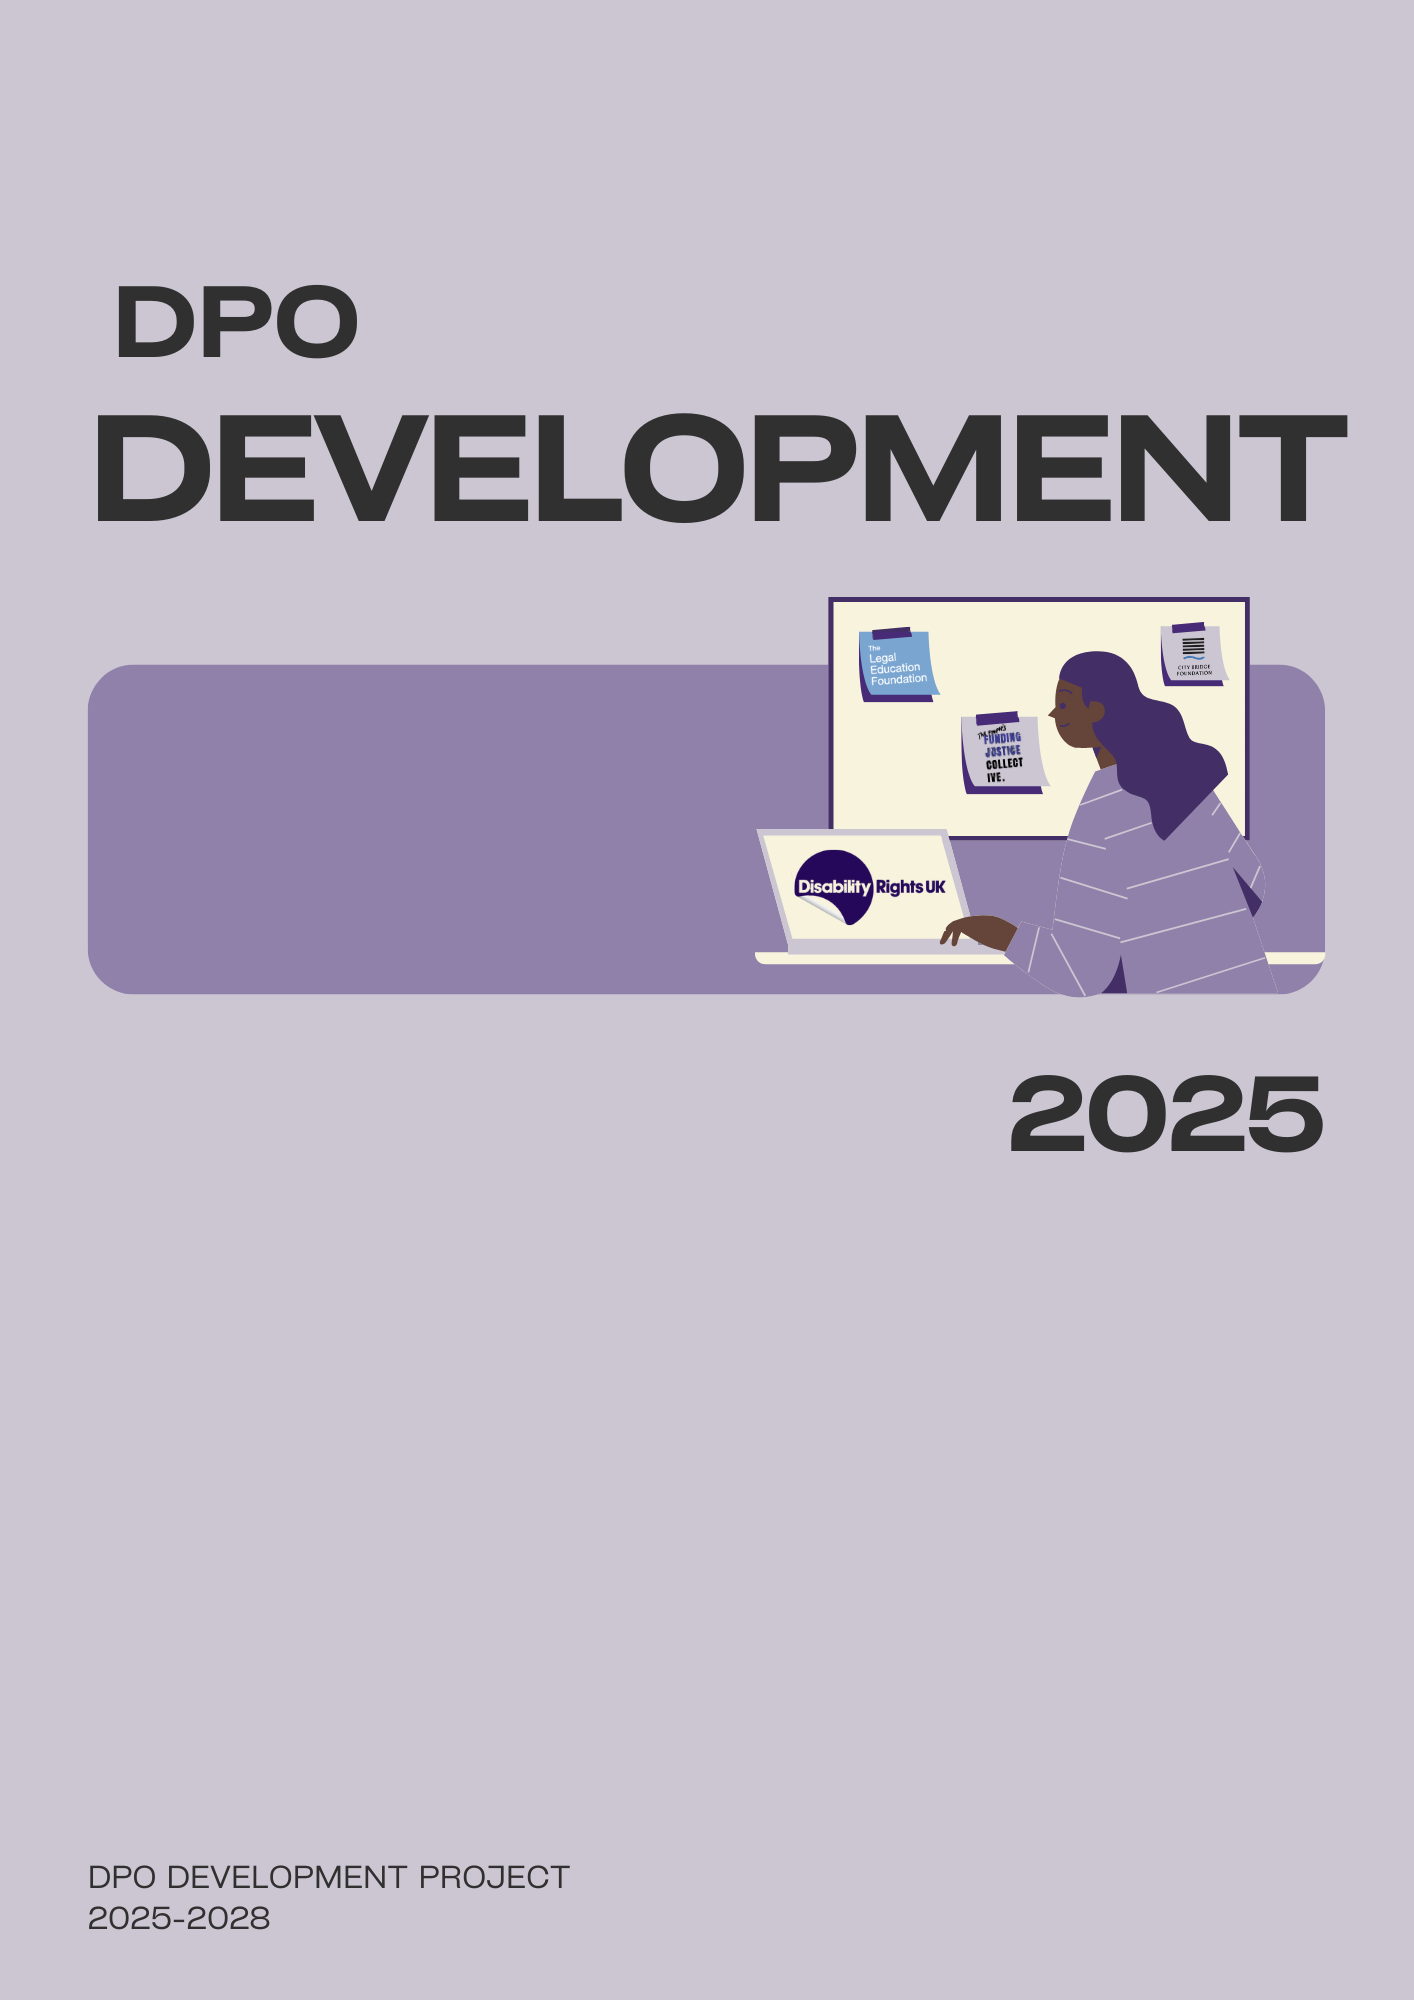 DPO
DEVELOPMENT
The
Legal
Education
Foundation
CITY BRIDGE
FOUNDATION
FUNDING
JUSTICE
COLLECT
IVE.
Disability Rights UK
2025
DPO DEVELOPMENT PROJECT
2025-2028